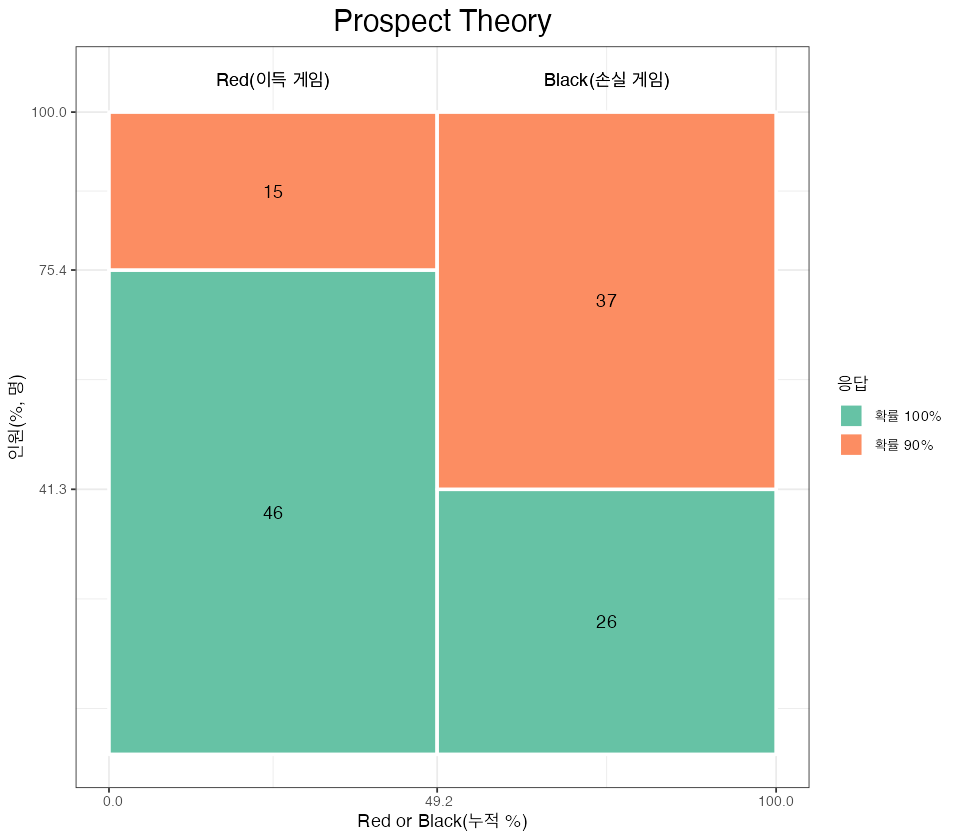 Prospect Theory
Red(이득 게임)
Black(손실 게임)
100.0
75.4
41.3
인원(%, 명)
15
37
46
26
응답
확률 100%
확률 90%
0.0
49.2
100.0
Red or Black(누적 %)